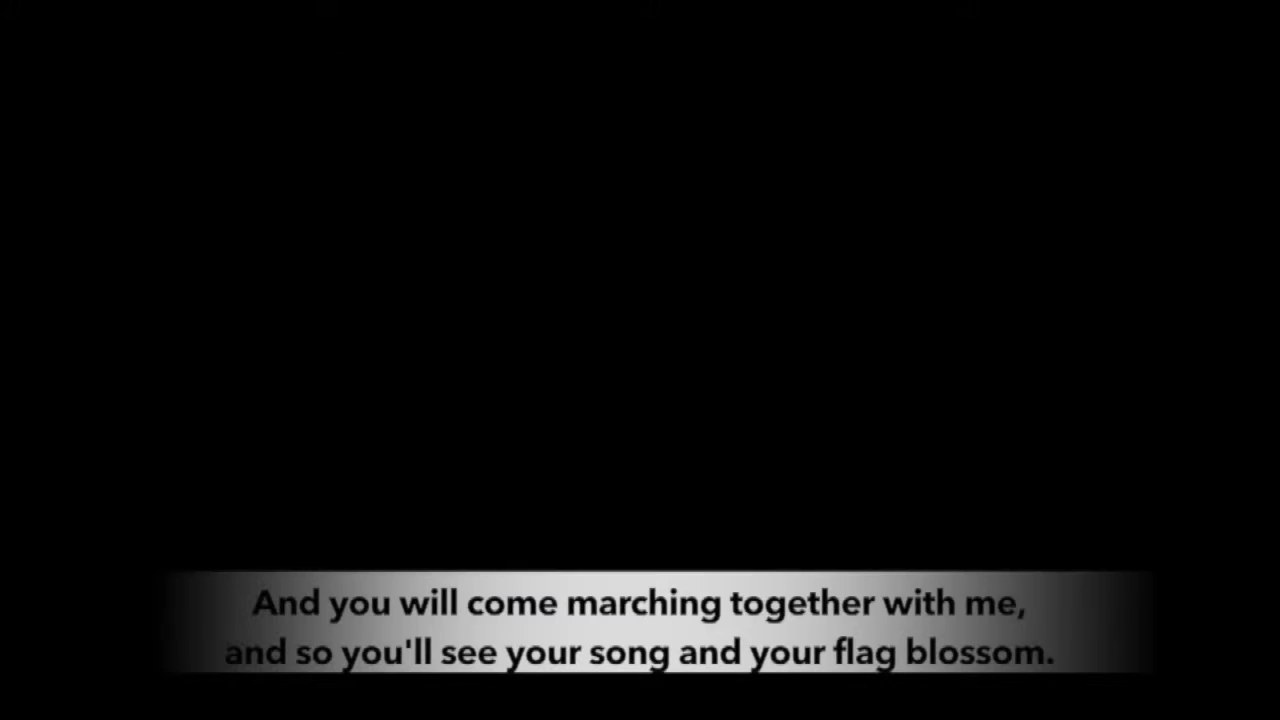 And you will come marching together with me,
and so you'll see your song and your flag blossom.